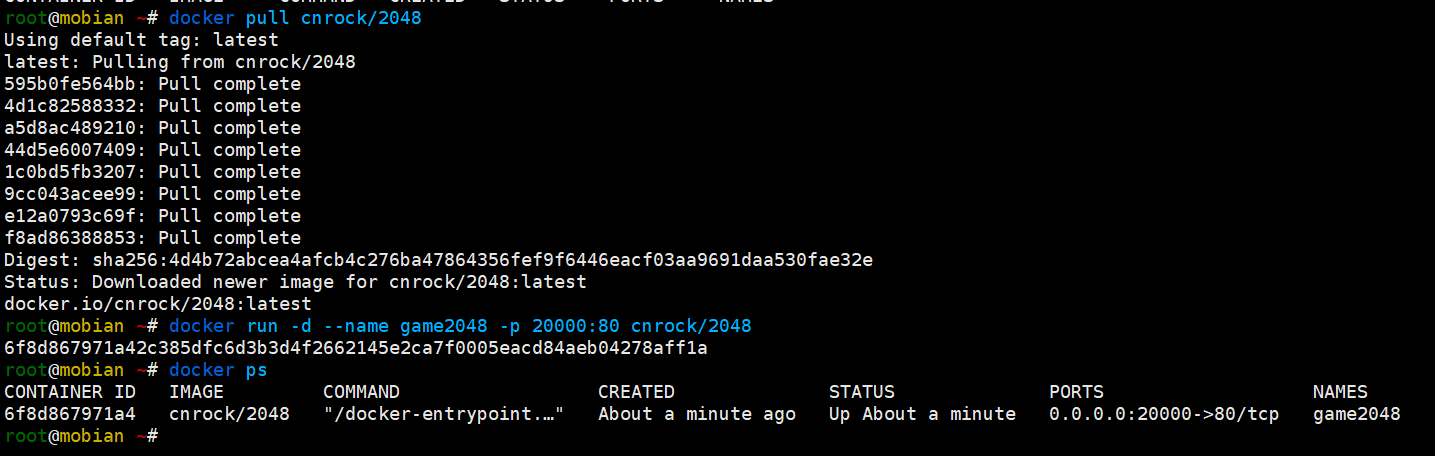 CONTAINER ID   IMAGE     COMMAND   CREATED   STATUS    PORTS     NAMES
root@mobian ~# docker pull cnrock/2048
Using default tag: latest
latest: Pulling from cnrock/2048
595b0fe564bb: Pull complete
4d1c82588332: Pull complete
a5d8ac489210: Pull complete
44d5e6007409: Pull complete
1c0bd5fb3207: Pull complete
9cc043acee99: Pull complete
e12a0793c69f: Pull complete
f8ad86388853: Pull complete
Digest: sha256:4d4b72abcea4afcb4c276ba47864356fef9f6446eacf03aa9691daa530fae32e
Status: Downloaded newer image for cnrock/2048:latest
docker.io/cnrock/2048:latest
root@mobian ~# docker run -d --name game2048 -p 20000:80 cnrock/2048
6f8d867971a42c385dfc6d3b3d4f2662145e2ca7f0005eacd84aeb04278aff1a
root@mobian ~# docker ps
CONTAINER ID   IMAGE         COMMAND                  CREATED              STATUS              PORTS                   NAMES
6f8d867971a4   cnrock/2048   "/docker-entrypoint.…"   About a minute ago   Up About a minute   0.0.0.0:20000->80/tcp   game2048
root@mobian ~#